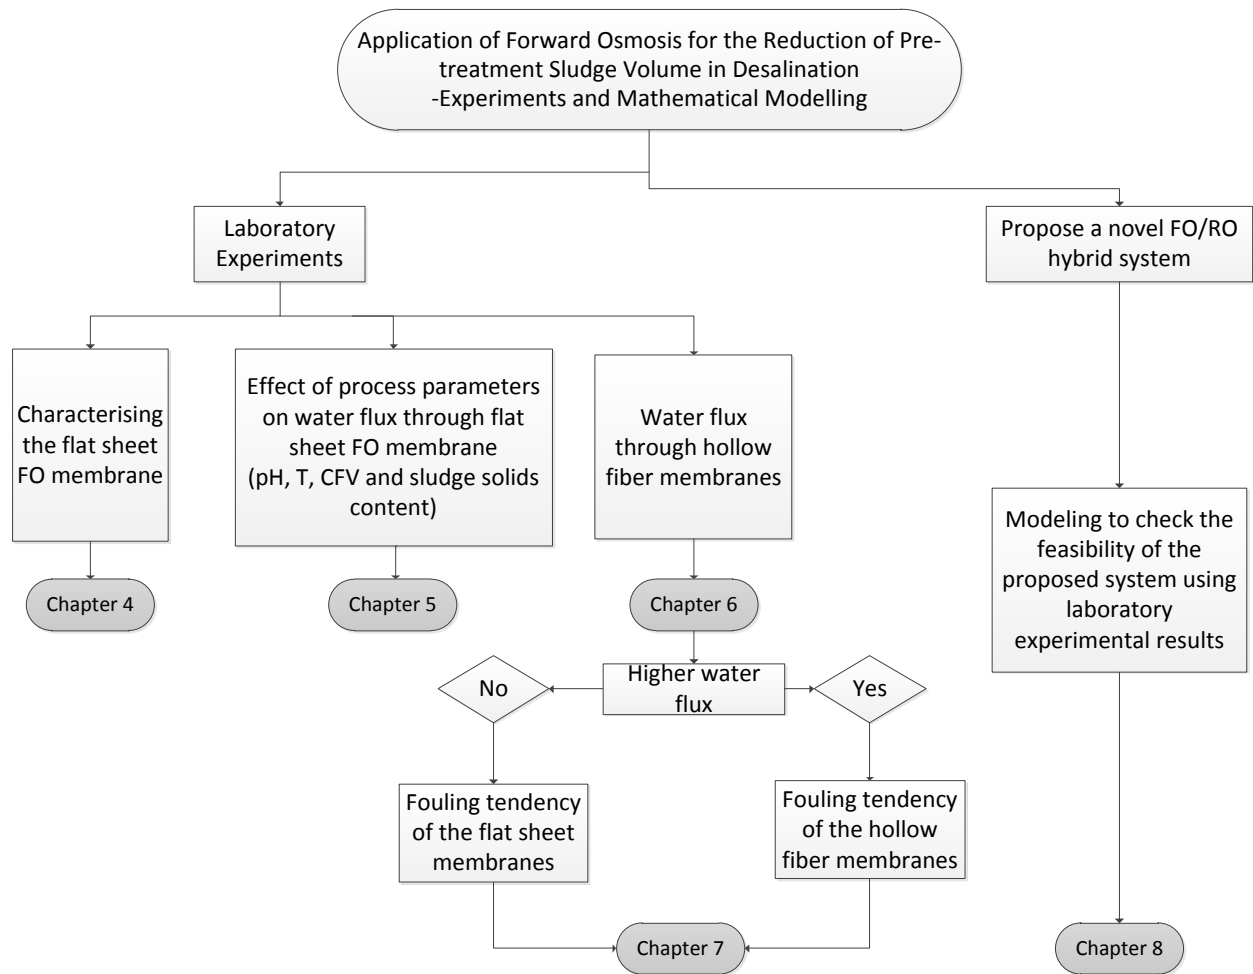 Application of Forward Osmosis for the Reduction of Pre-
treatment Sludge Volume in Desalination
-Experiments and Mathematical Modelling
Laboratory
Experiments
Propose a novel FO/RO
hybrid system
Characterising
the flat sheet
FO membrane
Effect of process parameters
on water flux through flat
sheet FO membrane
(pH, T, CFV and sludge solids
content)
Water flux
through hollow
fiber membranes
Modeling to check the
feasibility of the
proposed system using
laboratory
experimental results
Chapter 4
Chapter 5
Chapter 6
No
Higher water
flux
Yes
Fouling tendency
of the flat sheet
membranes
Fouling tendency
of the hollow
fiber membranes
Chapter 7
Chapter 8